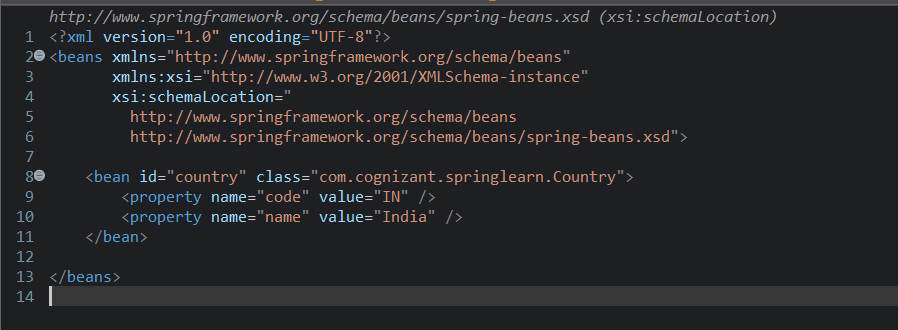 http://www.springframework.org/schema/beans/spring-beans.xsd (xsi:schemaLocation)
1 <?xml version="1.0" encoding="UTF-8"?>
2 <beans xmlns="http://www.springframework.org/schema/beans"
3        xmlns:xsi="http://www.w3.org/2001/XMLSchema-instance"
4        xsi:schemaLocation="
5          http://www.springframework.org/schema/beans
6          http://www.springframework.org/schema/beans/spring-beans.xsd">
7
8     <bean id="country" class="com.cognizant.springlearn.Country">
9         <property name="code" value="IN" />
10         <property name="name" value="India" />
11     </bean>
12
13 </beans>
14